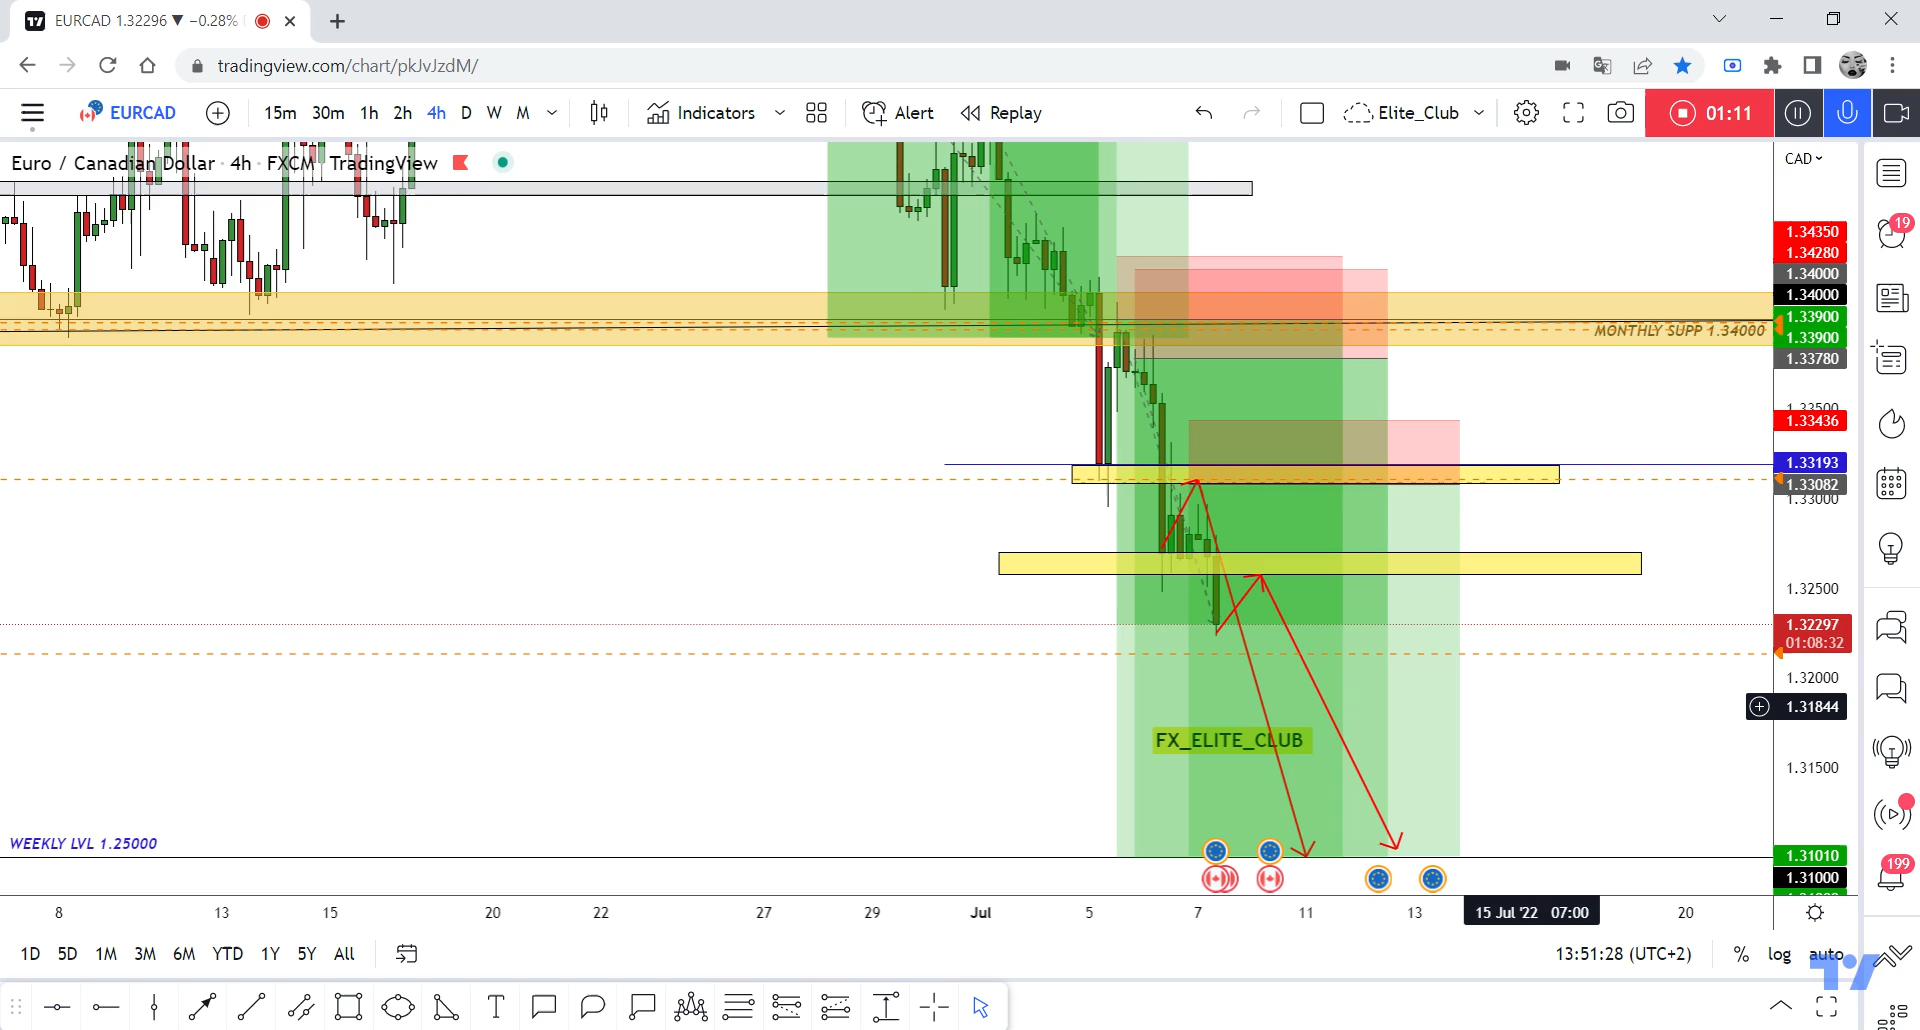 EURCAD 1.32296 ▼ −0.28%
tradingview.com/chart/pkJvJzdM/
EURCAD 15m 30m 1h 2h 4h D W M Indicators Alert Replay Elite_Club 01:11
Euro / Canadian Dollar · 4h · FXCM TradingView
CAD
19
1.34350
1.34280
1.34000
1.34000
1.33900
MONTHLY SUPP 1.34000
1.33900
1.33780
1.33500
1.33436
1.33193
1.33082
1.33000
1.32500
1.32297
01:08:32
1.32000
1.31844
FX_ELITE_CLUB
1.31500
WEEKLY LVL 1.25000
1.31010
199
1.31000
8 13 15 20 22 27 29 Jul 5 7 11 13 15 Jul '22 07:00 20
1D 5D 1M 3M 6M YTD 1Y 5Y All 13:51:28 (UTC+2) % log auto